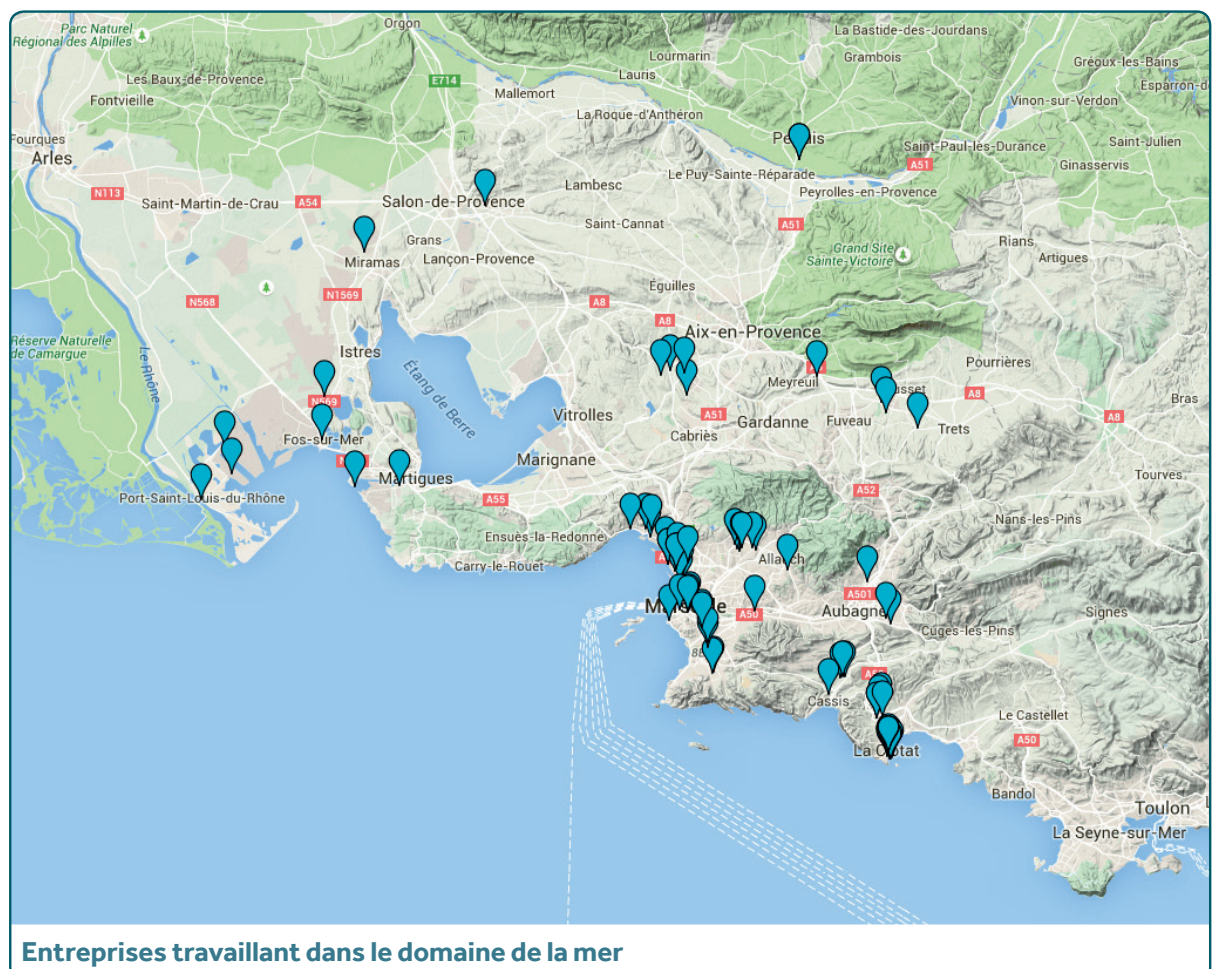 Parc Naturel
Régional des Alpilles
Orgon
La Bastide-des-Jourdans
Lourmarin
Grambois
Gréoux-les-Bains
Les Baux-de-Provence
E714
Lauris
Esparron-d
Fontvieille
Mallemort
Vinon-sur-Verdon
La Roque-d'Anthéron
Fourques
Saint-Paul-lès-Durance
Saint-Julien
Arles
A51
Ginasservis
Le Puy-Sainte-Réparade
N113
Saint-Martin-de-Crau
A54
Salon-de-Provence
Lambesc
Peyrolles-en-Provence
Saint-Cannat
A51
Grans
Grand Site
Sainte-Victoire
Rians
Miramas
Lançon-Provence
Artigues
Éguilles
N568
N1569
A8
A8
Aix-en-Provence
Réserve Naturelle
de Camargue
Le Rhône
Istres
Étang de Berre
Pourrières
Meyreuil
A8
Bras
Vitrolles
A51
Gardanne
Fuveau
A8
Trets
Fos-sur-Mer
Cabriès
Marignane
Martigues
Tourves
Port-Saint-Louis-du-Rhône
A55
A52
Nans-les-Pins
Ensuès-la-Redonne
Carry-le-Rouet
Allauch
A501
A50
Aubagne
Signes
Cuges-les-Pins
Cassis
Le Castellet
A50
La Ciotat
Bandol
Toulon
La Seyne-sur-Mer
Entreprises travaillant dans le domaine de la mer